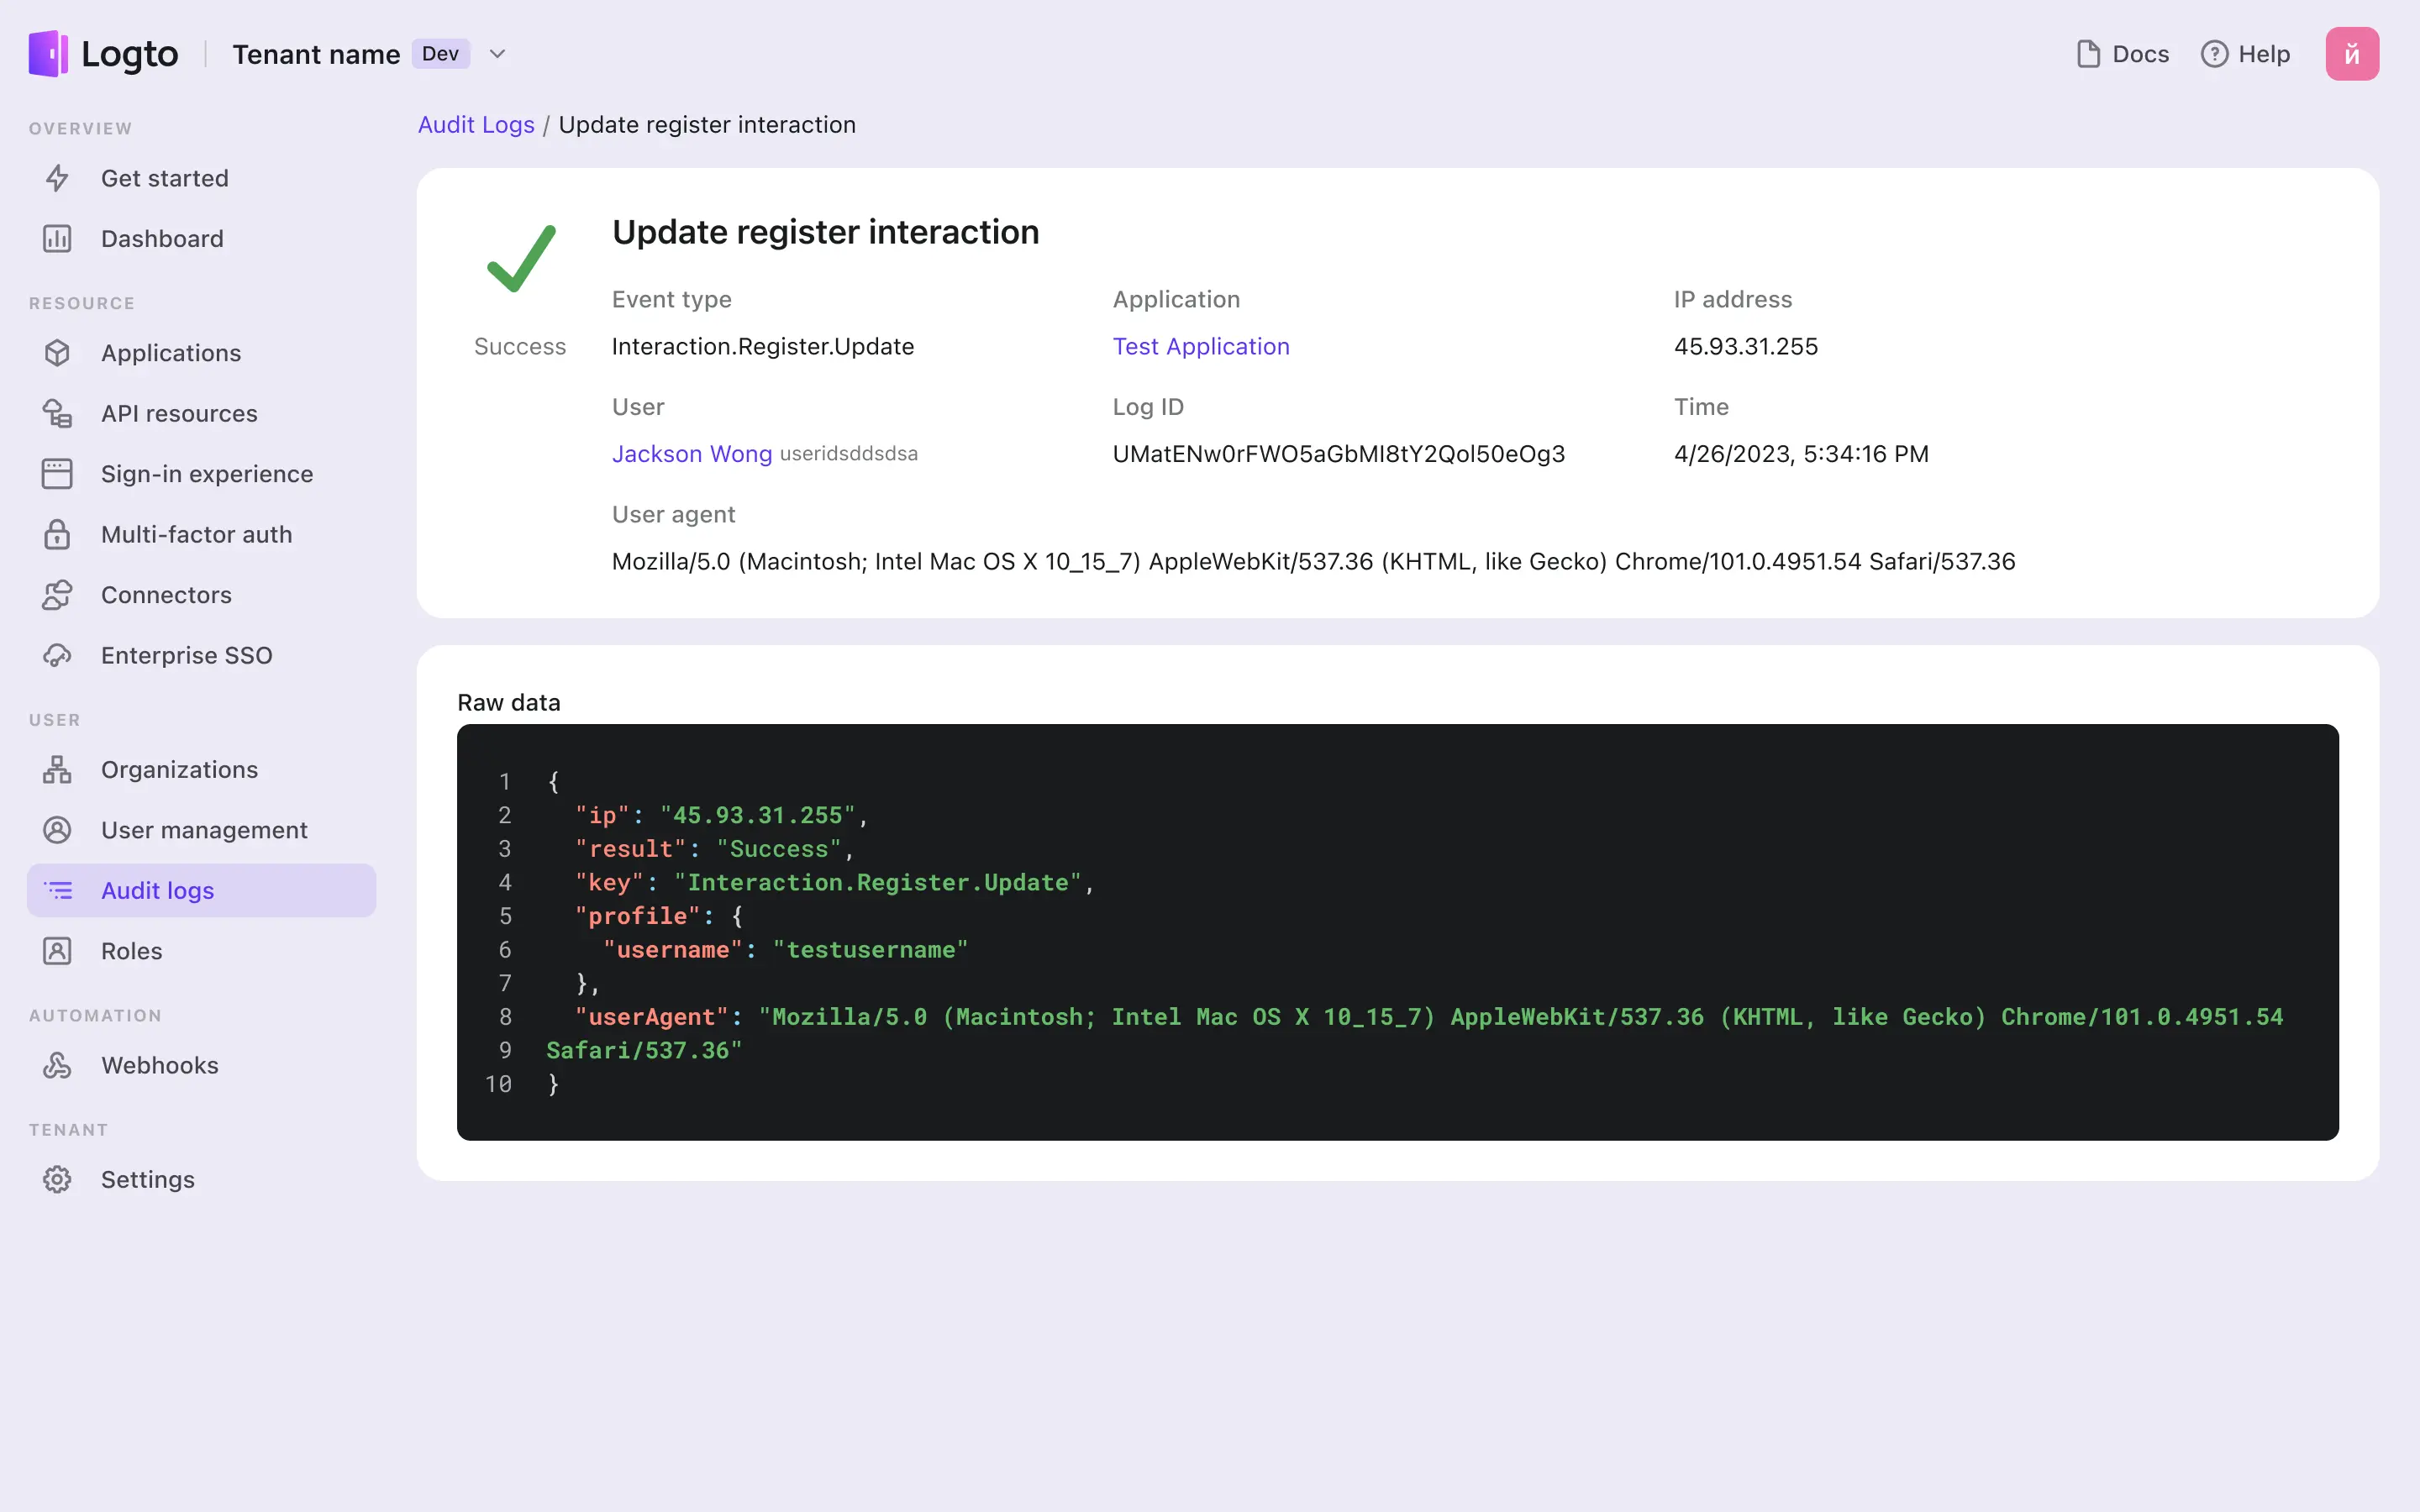 Logto
Tenant name Dev
Docs
Help
й
OVERVIEW
Get started
Dashboard
RESOURCE
Applications
API resources
Sign-in experience
Multi-factor auth
Connectors
Enterprise SSO
USER
Organizations
User management
Audit logs
Roles
AUTOMATION
Webhooks
TENANT
Settings
Audit Logs / Update register interaction
Success
Update register interaction
Event type
Interaction.Register.Update
Application
Test Application
IP address
45.93.31.255
User
Jackson Wong useridsddsdsa
Log ID
UMatENw0rFWO5aGbMI8tY2Qol50eOg3
Time
4/26/2023, 5:34:16 PM
User agent
Mozilla/5.0 (Macintosh; Intel Mac OS X 10_15_7) AppleWebKit/537.36 (KHTML, like Gecko) Chrome/101.0.4951.54 Safari/537.36
Raw data
1 {
2 "ip": "45.93.31.255",
3 "result": "Success",
4 "key": "Interaction.Register.Update",
5 "profile": {
6 "username": "testusername"
7 },
8 "userAgent": "Mozilla/5.0 (Macintosh; Intel Mac OS X 10_15_7) AppleWebKit/537.36 (KHTML, like Gecko) Chrome/101.0.4951.54
9 Safari/537.36"
10 }